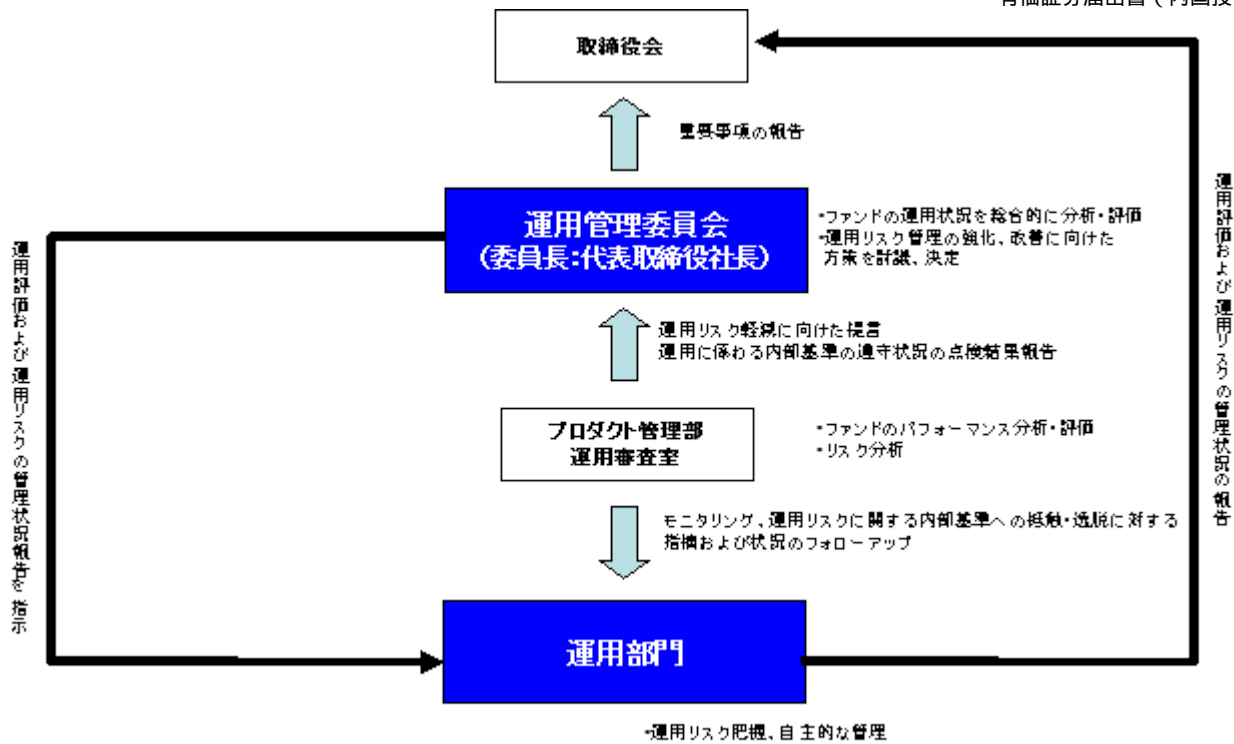 取締役会
重要事項の報告
運用管理委員会
(委員長:代表取締役社長)
・ファンドの運用状況を総合的に分析・評価
・運用リスク管理の強化、改善に向けた
方策を討議、決定
運用リスク軽減に向けた提言
運用に係わる内部基準の遵守状況の点検結果報告
プロダクト管理部
運用審査室
・ファンドのパフォーマンス分析・評価
・リスク分析
モニタリング、運用リスクに関する内部基準への抵触・逸脱に対する
指摘および状況のフォローアップ
運用部門
・運用リスク把握、自主的な管理
運用評価および運用リスクの管理状況報告を指示
運用評価および運用リスクの管理状況の報告